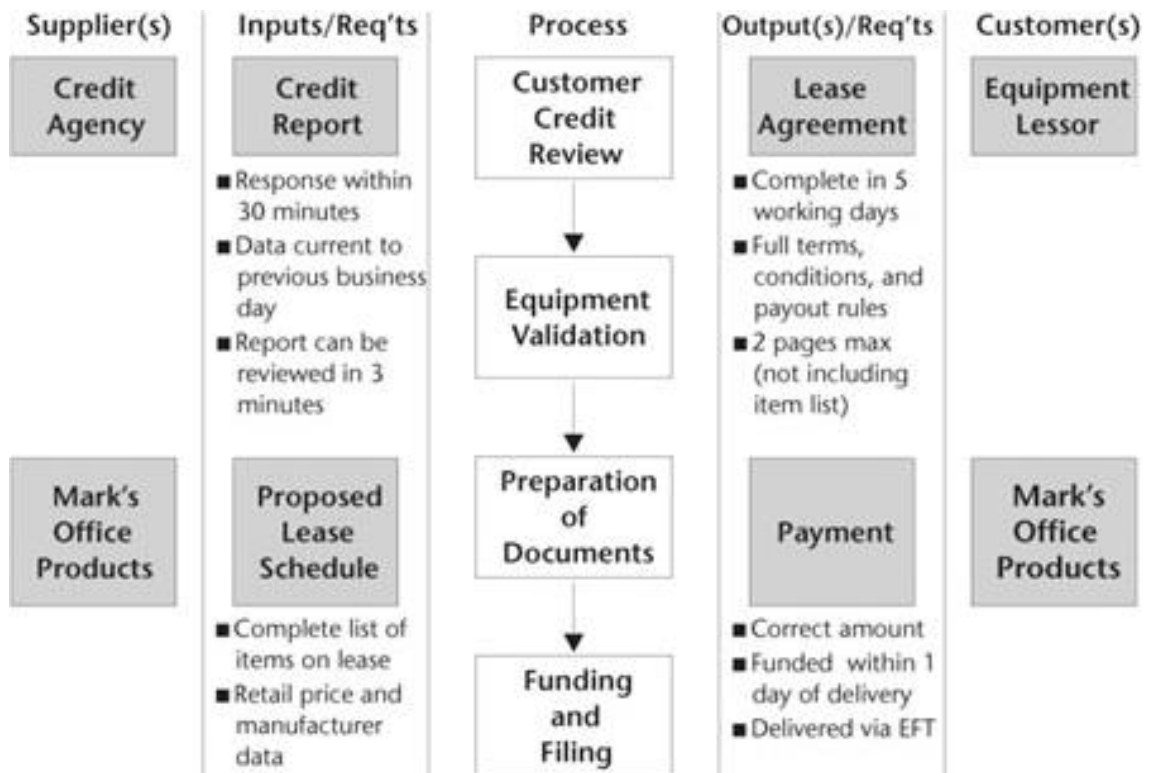 Supplier(s)
Inputs/Req'ts
Process
Output(s)/Req'ts
Customer(s)
Credit
Agency
Credit
Report
■ Response within
30 minutes
■ Data current to
previous business
day
■ Report can be
reviewed in 3
minutes
Customer
Credit
Review
Equipment
Validation
Lease
Agreement
■ Complete in 5
working days
■ Full terms,
conditions, and
payout rules
■ 2 pages max
(not including
item list)
Equipment
Lessor
Mark's
Office
Products
Proposed
Lease
Schedule
■ Complete list of
items on lease
■ Retail price and
manufacturer
data
Preparation
of
Documents
Funding
and
Filing
Payment
■ Correct amount
■ Funded within 1
day of delivery
■ Delivered via EFT
Mark's
Office
Products